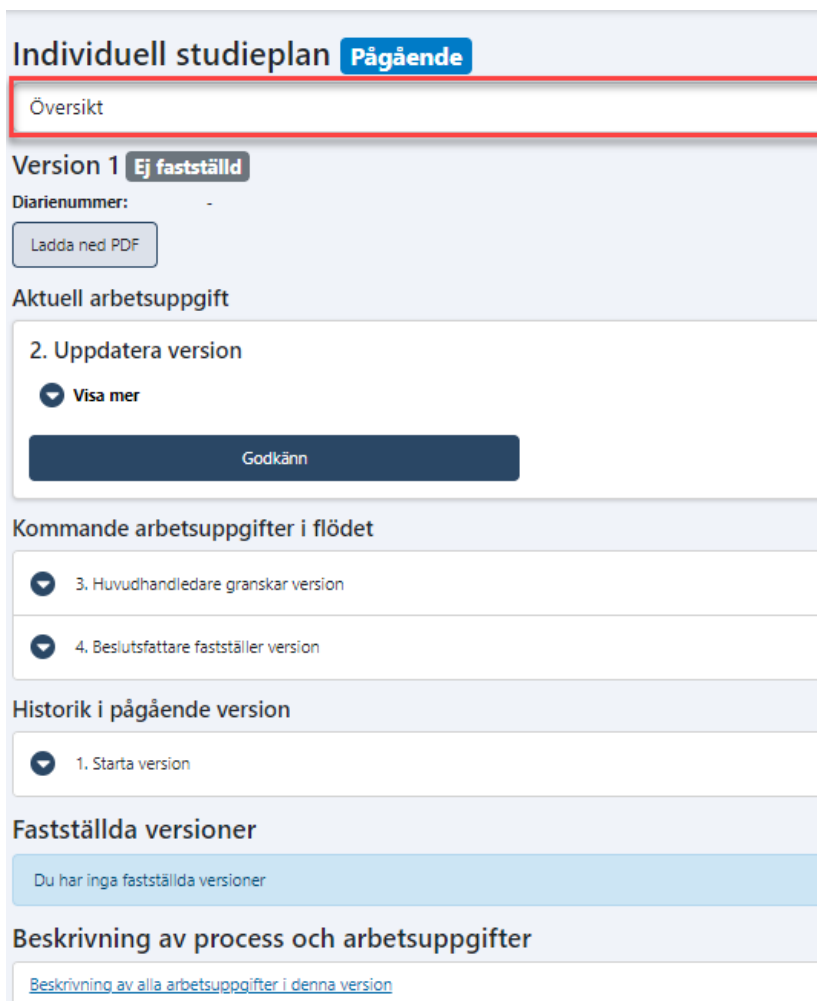 Individuell studieplan Pågående
Översikt
Version 1 Ej fastställd
Diarienummer: -
Ladda ned PDF
Aktuell arbetsuppgift
2. Uppdatera version
Visa mer
Godkänn
Kommande arbetsuppgifter i flödet
3. Huvudhandledare granskar version
4. Beslutsfattare fastställer version
Historik i pågående version
1. Starta version
Fastställda versioner
Du har inga fastställda versioner
Beskrivning av process och arbetsuppgifter
Beskrivning av alla arbetsuppgifter i denna version